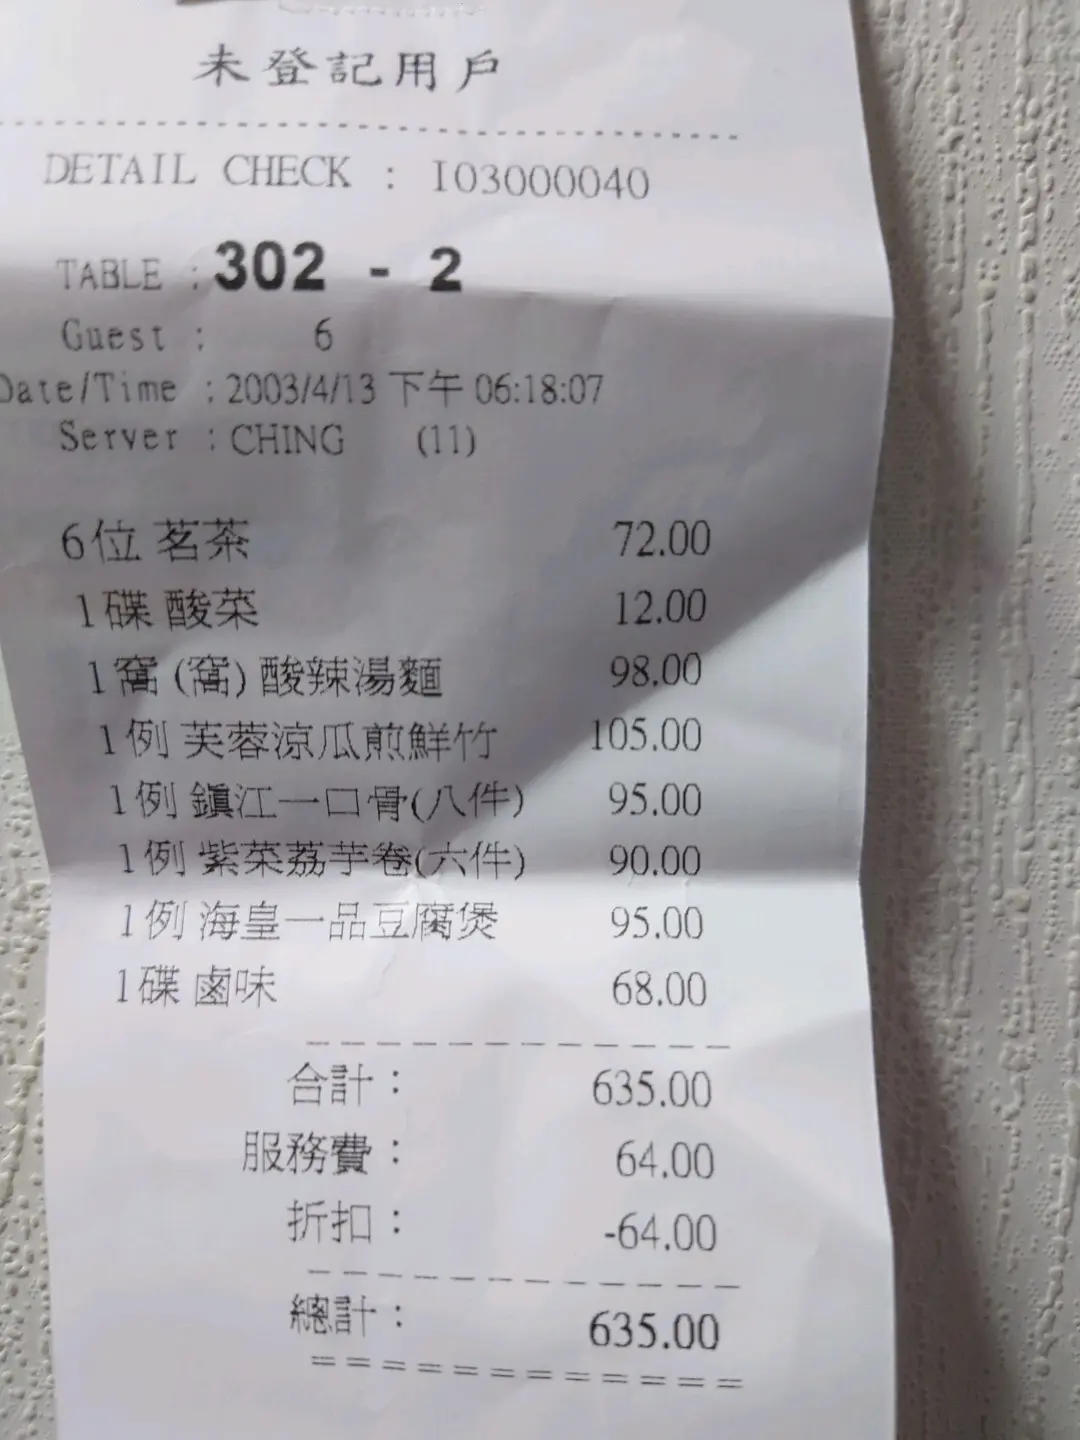 未登記用戶
DETAIL CHECK : I03000040
TABLE : 302 - 2
Guest : 6
Date/Time : 2003/4/13 下午 06:18:07
Server : CHING (11)
6位 茗茶 72.00
1碟 酸菜 12.00
1窩 (窩) 酸辣湯麵 98.00
1例 芙蓉涼瓜煎鮮竹 105.00
1例 鎮江一口骨(八件) 95.00
1例 紫菜荔芋卷(六件) 90.00
1例 海皇一品豆腐煲 95.00
1碟 鹵味 68.00
合計： 635.00
服務費： 64.00
折扣： -64.00
總計： 635.00